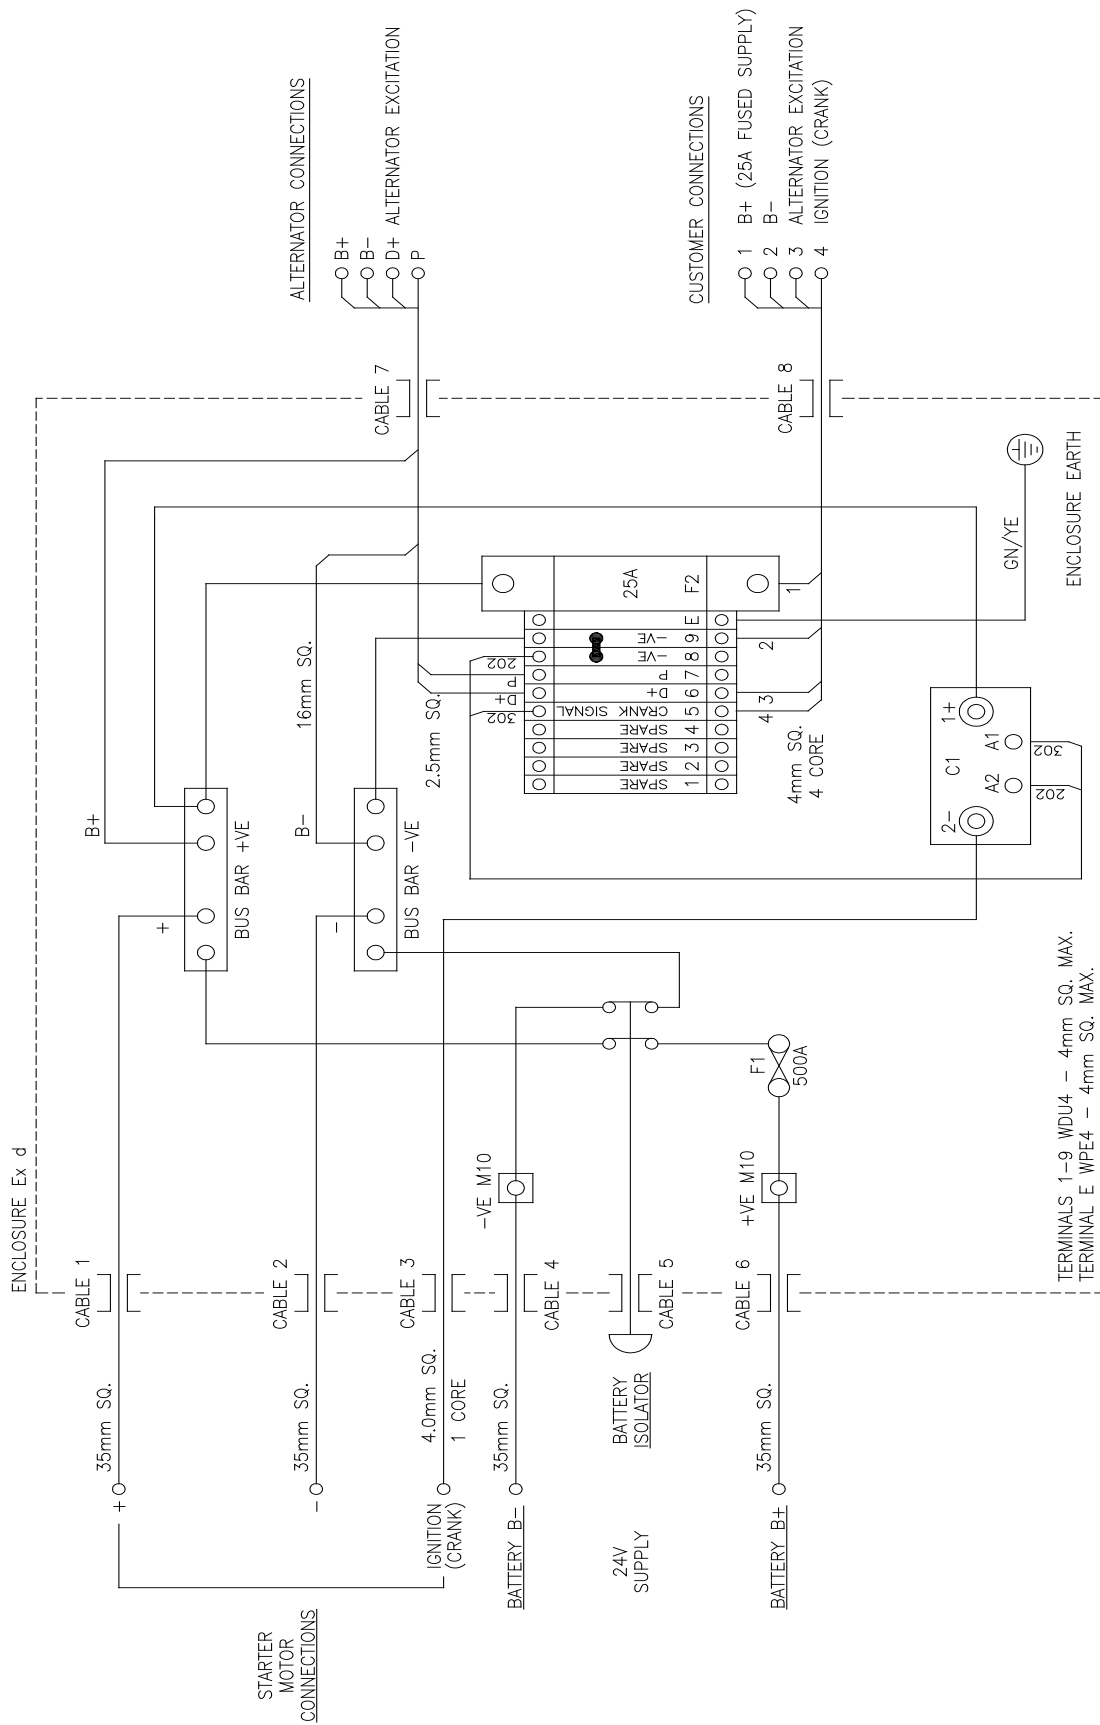 ENCLOSURE Ex d
STARTER
MOTOR
CONNECTIONS
+
35mm SQ.
CABLE 1
-
35mm SQ.
CABLE 2
IGNITION
(CRANK)
4.0mm SQ.
1 CORE
CABLE 3
BATTERY B-
35mm SQ.
CABLE 4
-VE M10
24V
SUPPLY
BATTERY
ISOLATOR
CABLE 5
BATTERY B+
35mm SQ.
CABLE 6
+VE M10
F1
500A
+
B+
BUS BAR +VE
-
B-
BUS BAR -VE
16mm SQ.
2.5mm SQ.
302
D+
P
202
SPARE 1
SPARE 2
SPARE 3
SPARE 4
CRANK SIGNAL 5
D+ 6
P 7
-VE 8
-VE 9
E
25A
F2
4mm SQ.
4 CORE
4
3
2
1
2-
C1
1+
A2
A1
202
302
GN/YE
ENCLOSURE EARTH
CABLE 7
CABLE 8
ALTERNATOR CONNECTIONS
B+
B-
D+ ALTERNATOR EXCITATION
P
CUSTOMER CONNECTIONS
1 B+ (25A FUSED SUPPLY)
2 B-
3 ALTERNATOR EXCITATION
4 IGNITION (CRANK)
TERMINALS 1-9 WDU4 - 4mm SQ. MAX.
TERMINAL E WPE4 - 4mm SQ. MAX.